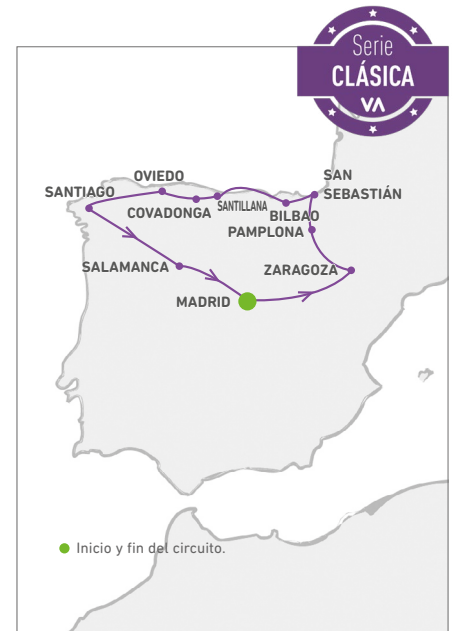 Serie
CLÁSICA
VA
OVIEDO
SAN
SEBASTIÁN
SANTIAGO
COVADONGA
SANTILLANA
BILBAO
PAMPLONA
SALAMANCA
ZARAGOZA
MADRID
Inicio y fin del circuito.